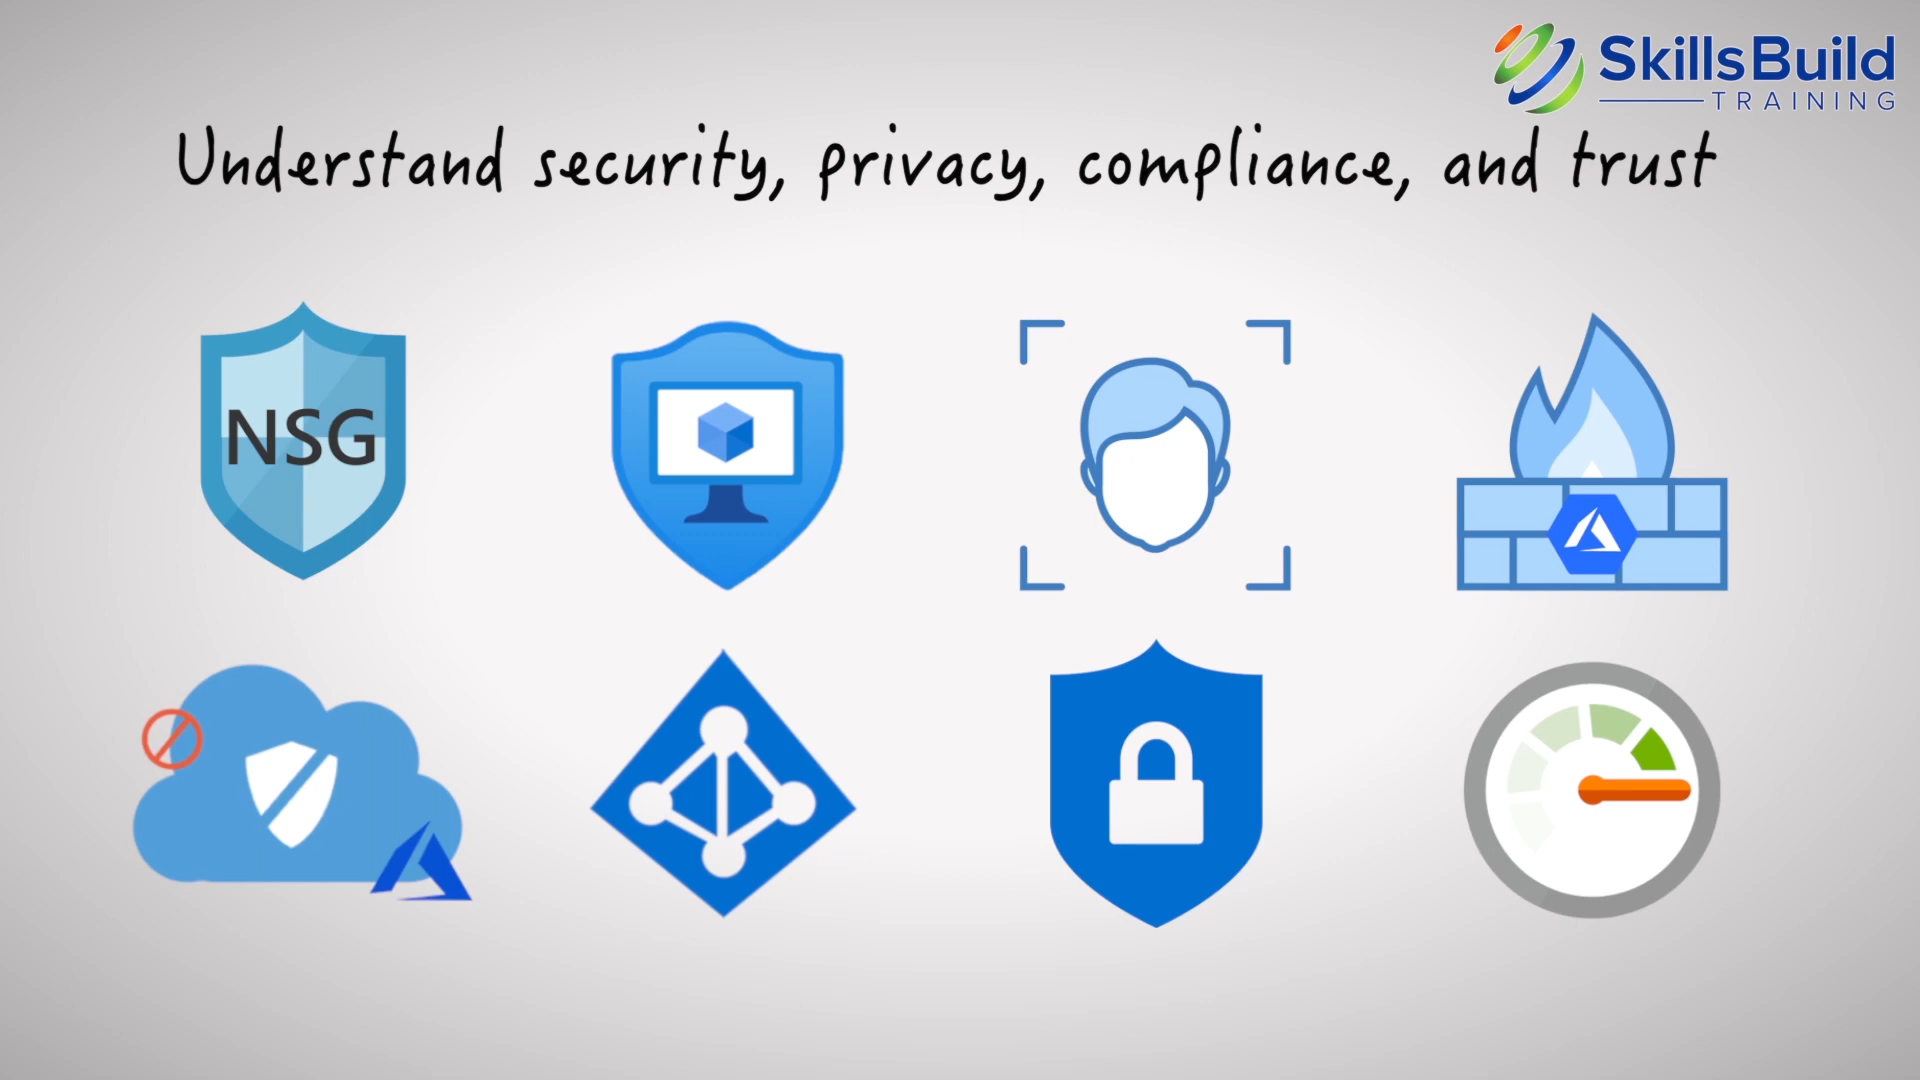 SkillsBuild
TRAINING
Understand security, privacy, compliance, and trust
NSG